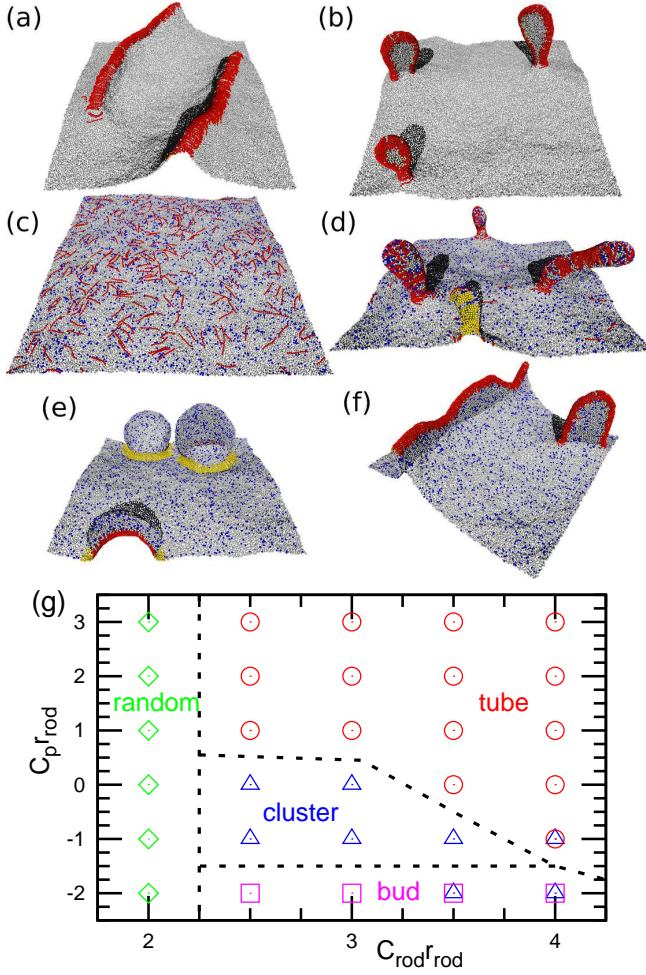 (a)
(b)
(c)
(d)
(e)
(f)
(g)
3
2
1
0
-1
-2
C_p r_rod
random
tube
cluster
bud
2
3
4
C_rod r_rod